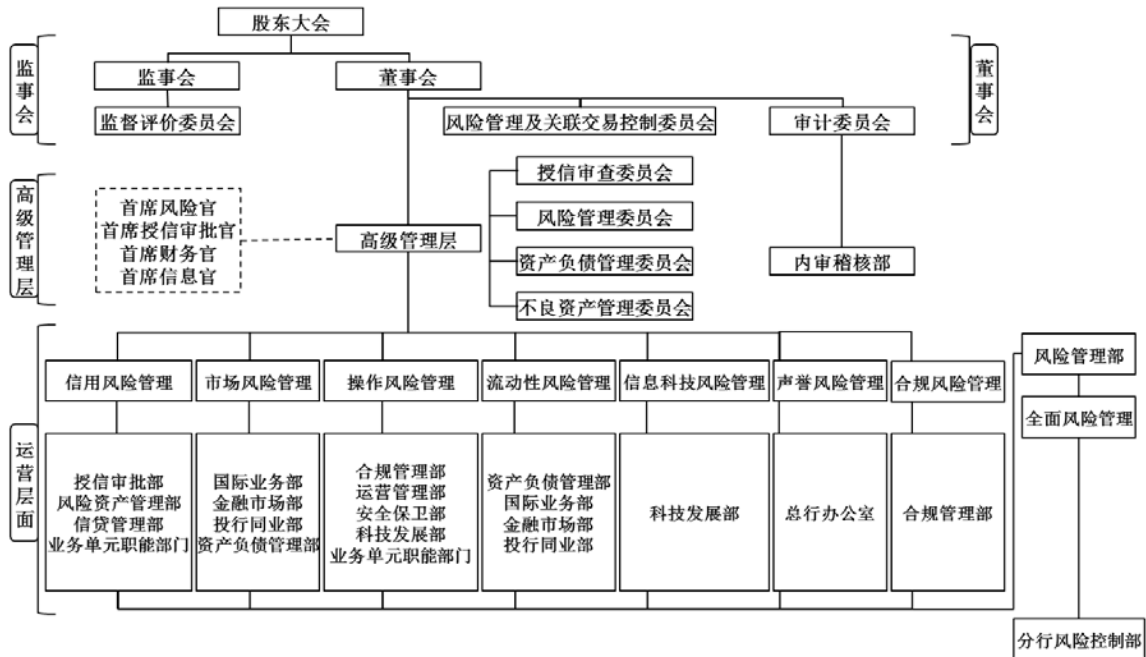 股东大会
监事会
董事会
监事会
董事会
监督评价委员会
风险管理及关联交易控制委员会
审计委员会
高级管理层
首席风险官
首席授信审批官
首席财务官
首席信息官
高级管理层
授信审查委员会
风险管理委员会
资产负债管理委员会
不良资产管理委员会
内审稽核部
运营层面
信用风险管理
市场风险管理
操作风险管理
流动性风险管理
信息科技风险管理
声誉风险管理
合规风险管理
风险管理部
全面风险管理
授信审批部
风险资产管理部
信贷管理部
业务单元职能部门
国际业务部
金融市场部
投行同业部
资产负债管理部
合规管理部
运营管理部
安全保卫部
科技发展部
业务单元职能部门
资产负债管理部
国际业务部
金融市场部
投行同业部
科技发展部
总行办公室
合规管理部
分行风险控制部